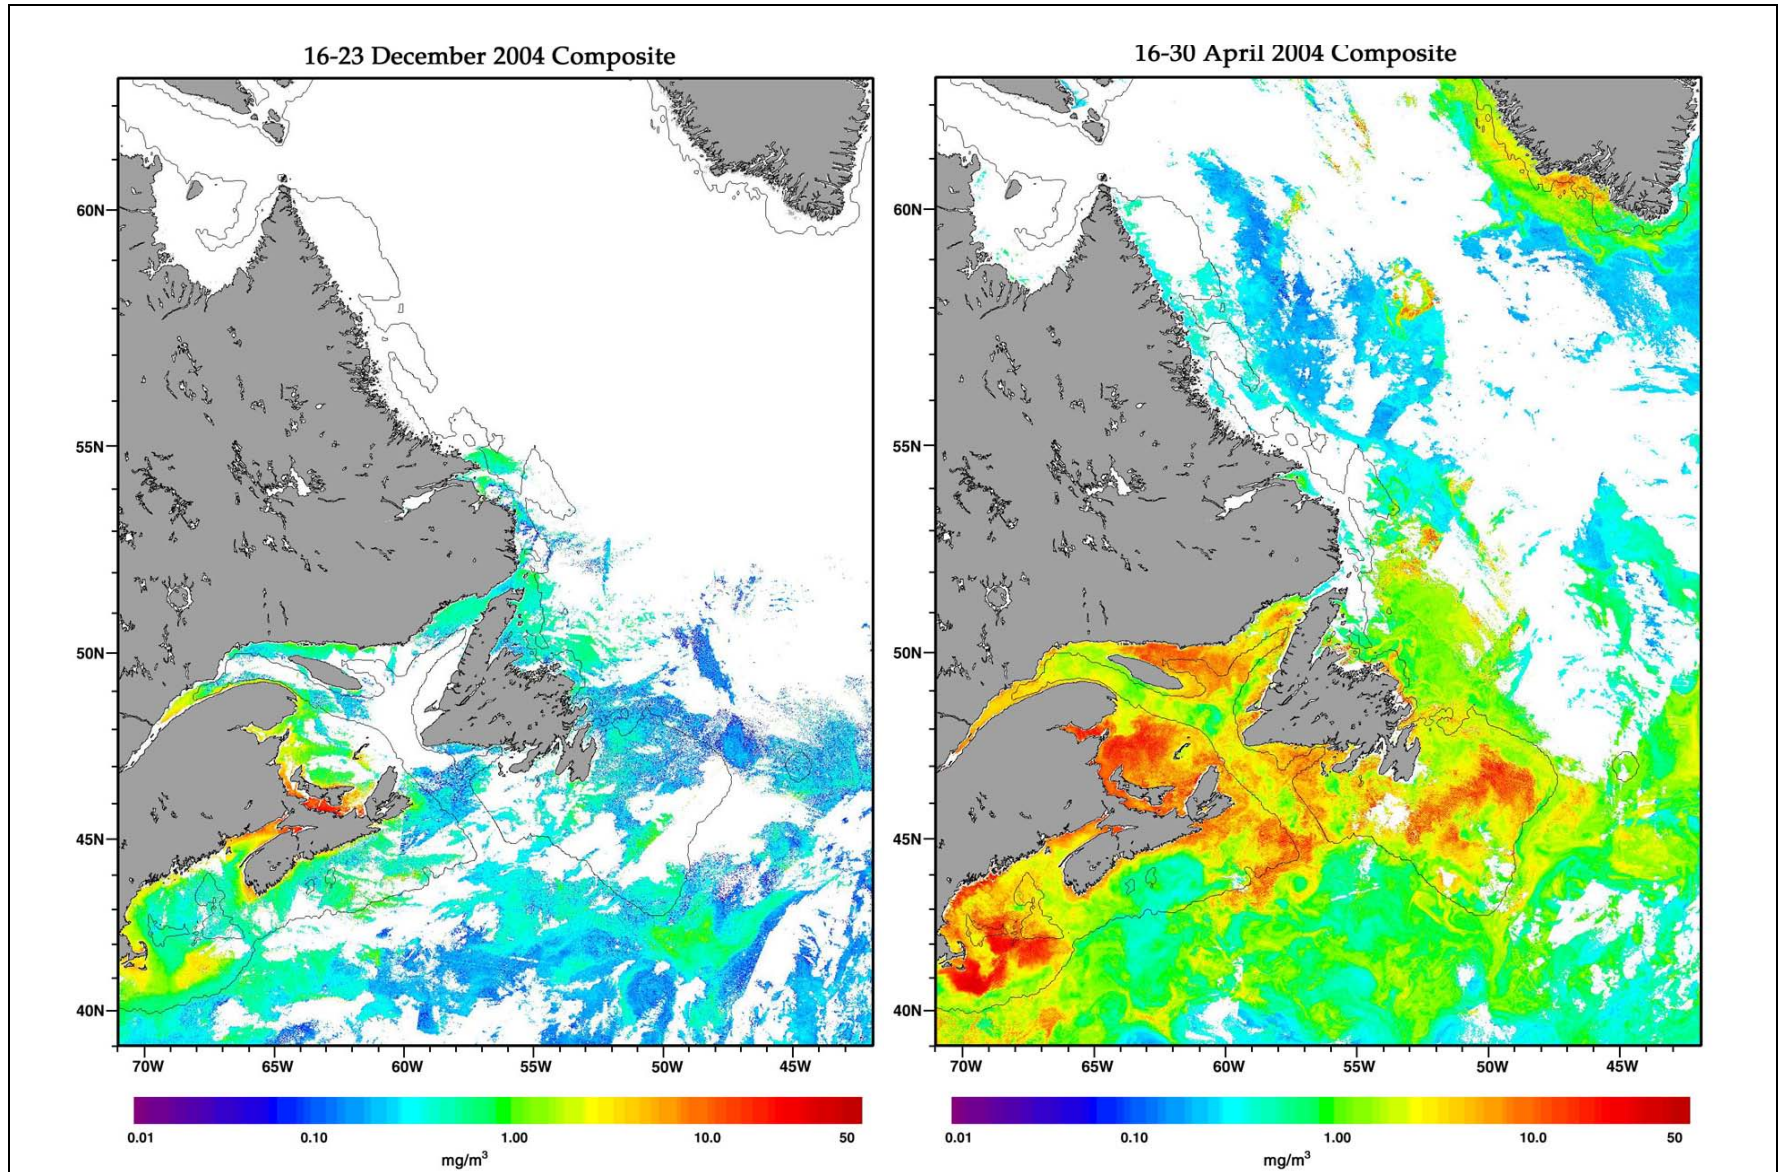 16-23 December 2004 Composite
16-30 April 2004 Composite
60N
55N
50N
45N
40N
70W 65W 60W 55W 50W 45W
0.01 0.10 1.00 10.0 50
mg/m³
60N
55N
50N
45N
40N
70W 65W 60W 55W 50W 45W
0.01 0.10 1.00 10.0 50
mg/m³